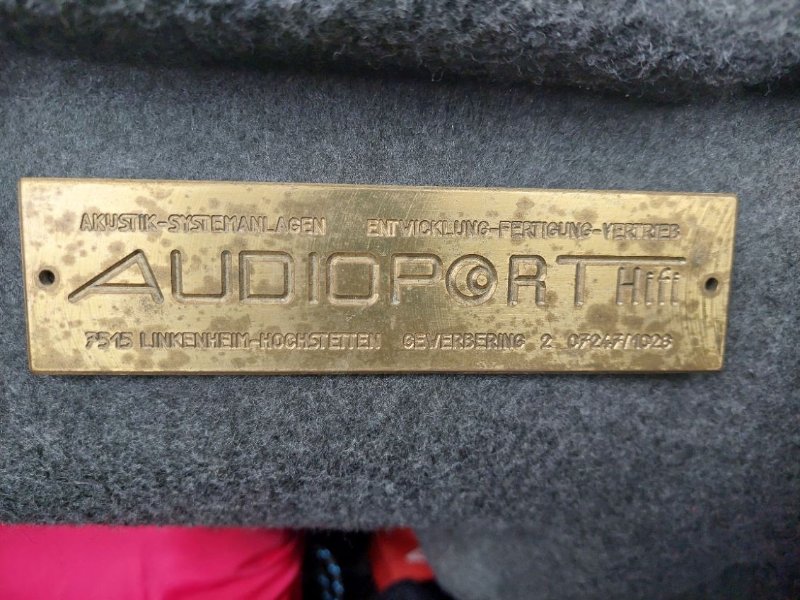 AKUSTIK-SYSTEMANLAGEN ENTWICKLUNG-FERTIGUNG-VERTRIEB
AUDIOPORT Hifi
7515 LINKENHEIM-HOCHSTETTEN GEWERBERING 2 07247/1028